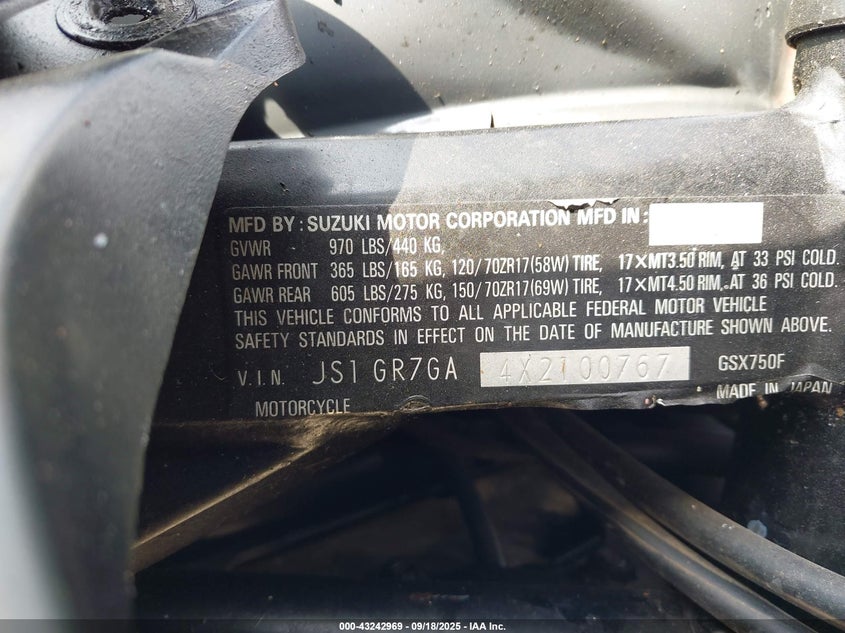 MFD BY : SUZUKI MOTOR CORPORATION MFD IN :
GVWR 970 LBS/440 KG,
GAWR FRONT 365 LBS/165 KG, 120/70ZR17(58W) TIRE, 17×MT3.50 RIM, AT 33 PSI COLD.
GAWR REAR 605 LBS/275 KG, 150/70ZR17(69W) TIRE, 17×MT4.50 RIM, AT 36 PSI COLD.
THIS VEHICLE CONFORMS TO ALL APPLICABLE FEDERAL MOTOR VEHICLE
SAFETY STANDARDS IN EFFECT ON THE DATE OF MANUFACTURE SHOWN ABOVE.
V.I.N. JS1GR7GA 4X2100767 GSX750F
MOTORCYCLE MADE IN JAPAN
000-43242969 - 09/18/2025 - IAA Inc.